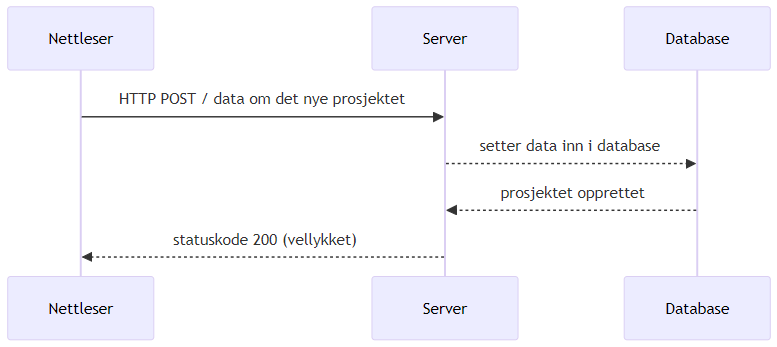 Nettleser
Server
Database
HTTP POST / data om det nye prosjektet
setter data inn i database
prosjektet opprettet
statuskode 200 (vellykket)
Nettleser
Server
Database